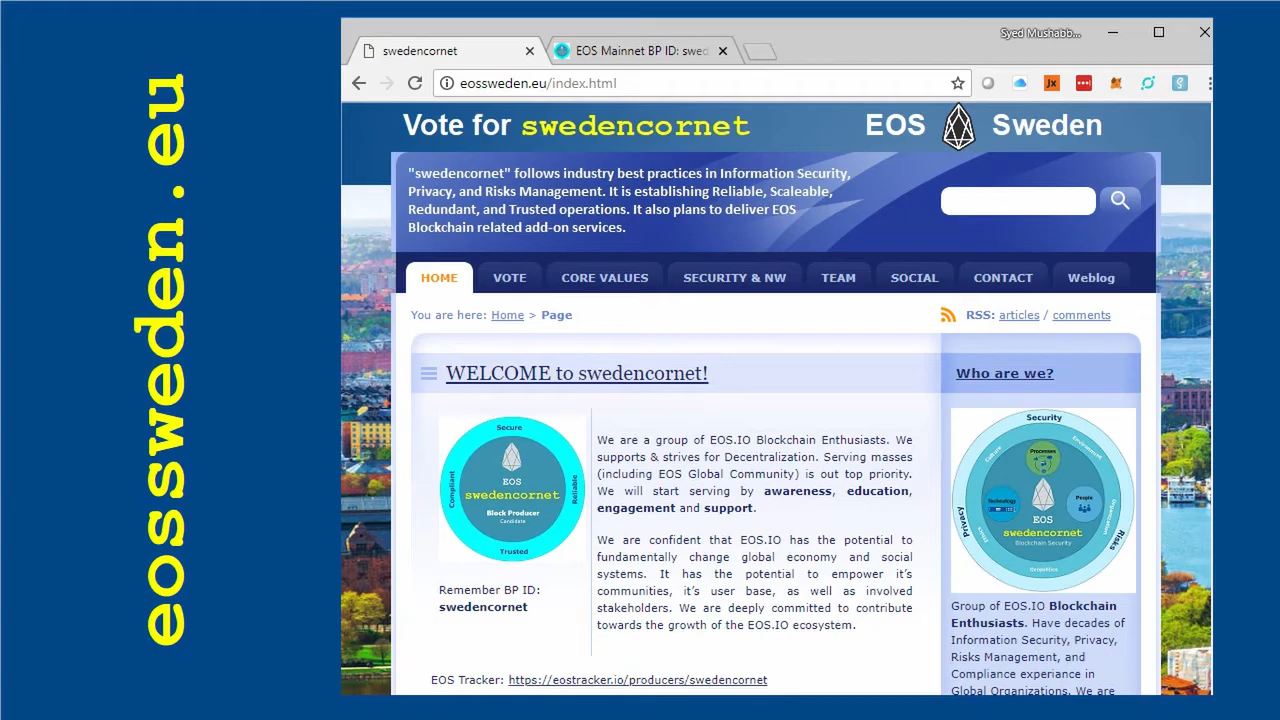 eossweden.eu
Syed Mushabb...
swedencornet
EOS Mainnet BP ID: swed
eossweden.eu/index.html
Jx
Vote for swedencornet
EOS Sweden
"swedencornet" follows industry best practices in Information Security,
Privacy, and Risks Management. It is establishing Reliable, Scaleable,
Redundant, and Trusted operations. It also plans to deliver EOS
Blockchain related add-on services.
HOME VOTE CORE VALUES SECURITY & NW TEAM SOCIAL CONTACT Weblog
You are here: Home > Page
RSS: articles / comments
WELCOME to swedencornet!
Secure
Compliant
Reliable
EOS
swedencornet
Block Producer
Candidate
Trusted
Remember BP ID:
swedencornet
We are a group of EOS.IO Blockchain Enthusiasts. We
supports & strives for Decentralization. Serving masses
(including EOS Global Community) is out top priority.
We will start serving by awareness, education,
engagement and support.
We are confident that EOS.IO has the potential to
fundamentally change global economy and social
systems. It has the potential to empower it’s
communities, it’s user base, as well as involved
stakeholders. We are deeply committed to contribute
towards the growth of the EOS.IO ecosystem.
EOS Tracker: https://eostracker.io/producers/swedencornet
Who are we?
Security
Culture
Environment
Processes
Technology
People
Privacy
Ethics
Organization
Risks
EOS
swedencornet
Blockchain Security
Geopolitics
Group of EOS.IO Blockchain
Enthusiasts. Have decades of
Information Security, Privacy,
Risks Management, and
Compliance experience in
Global Organizations. We are